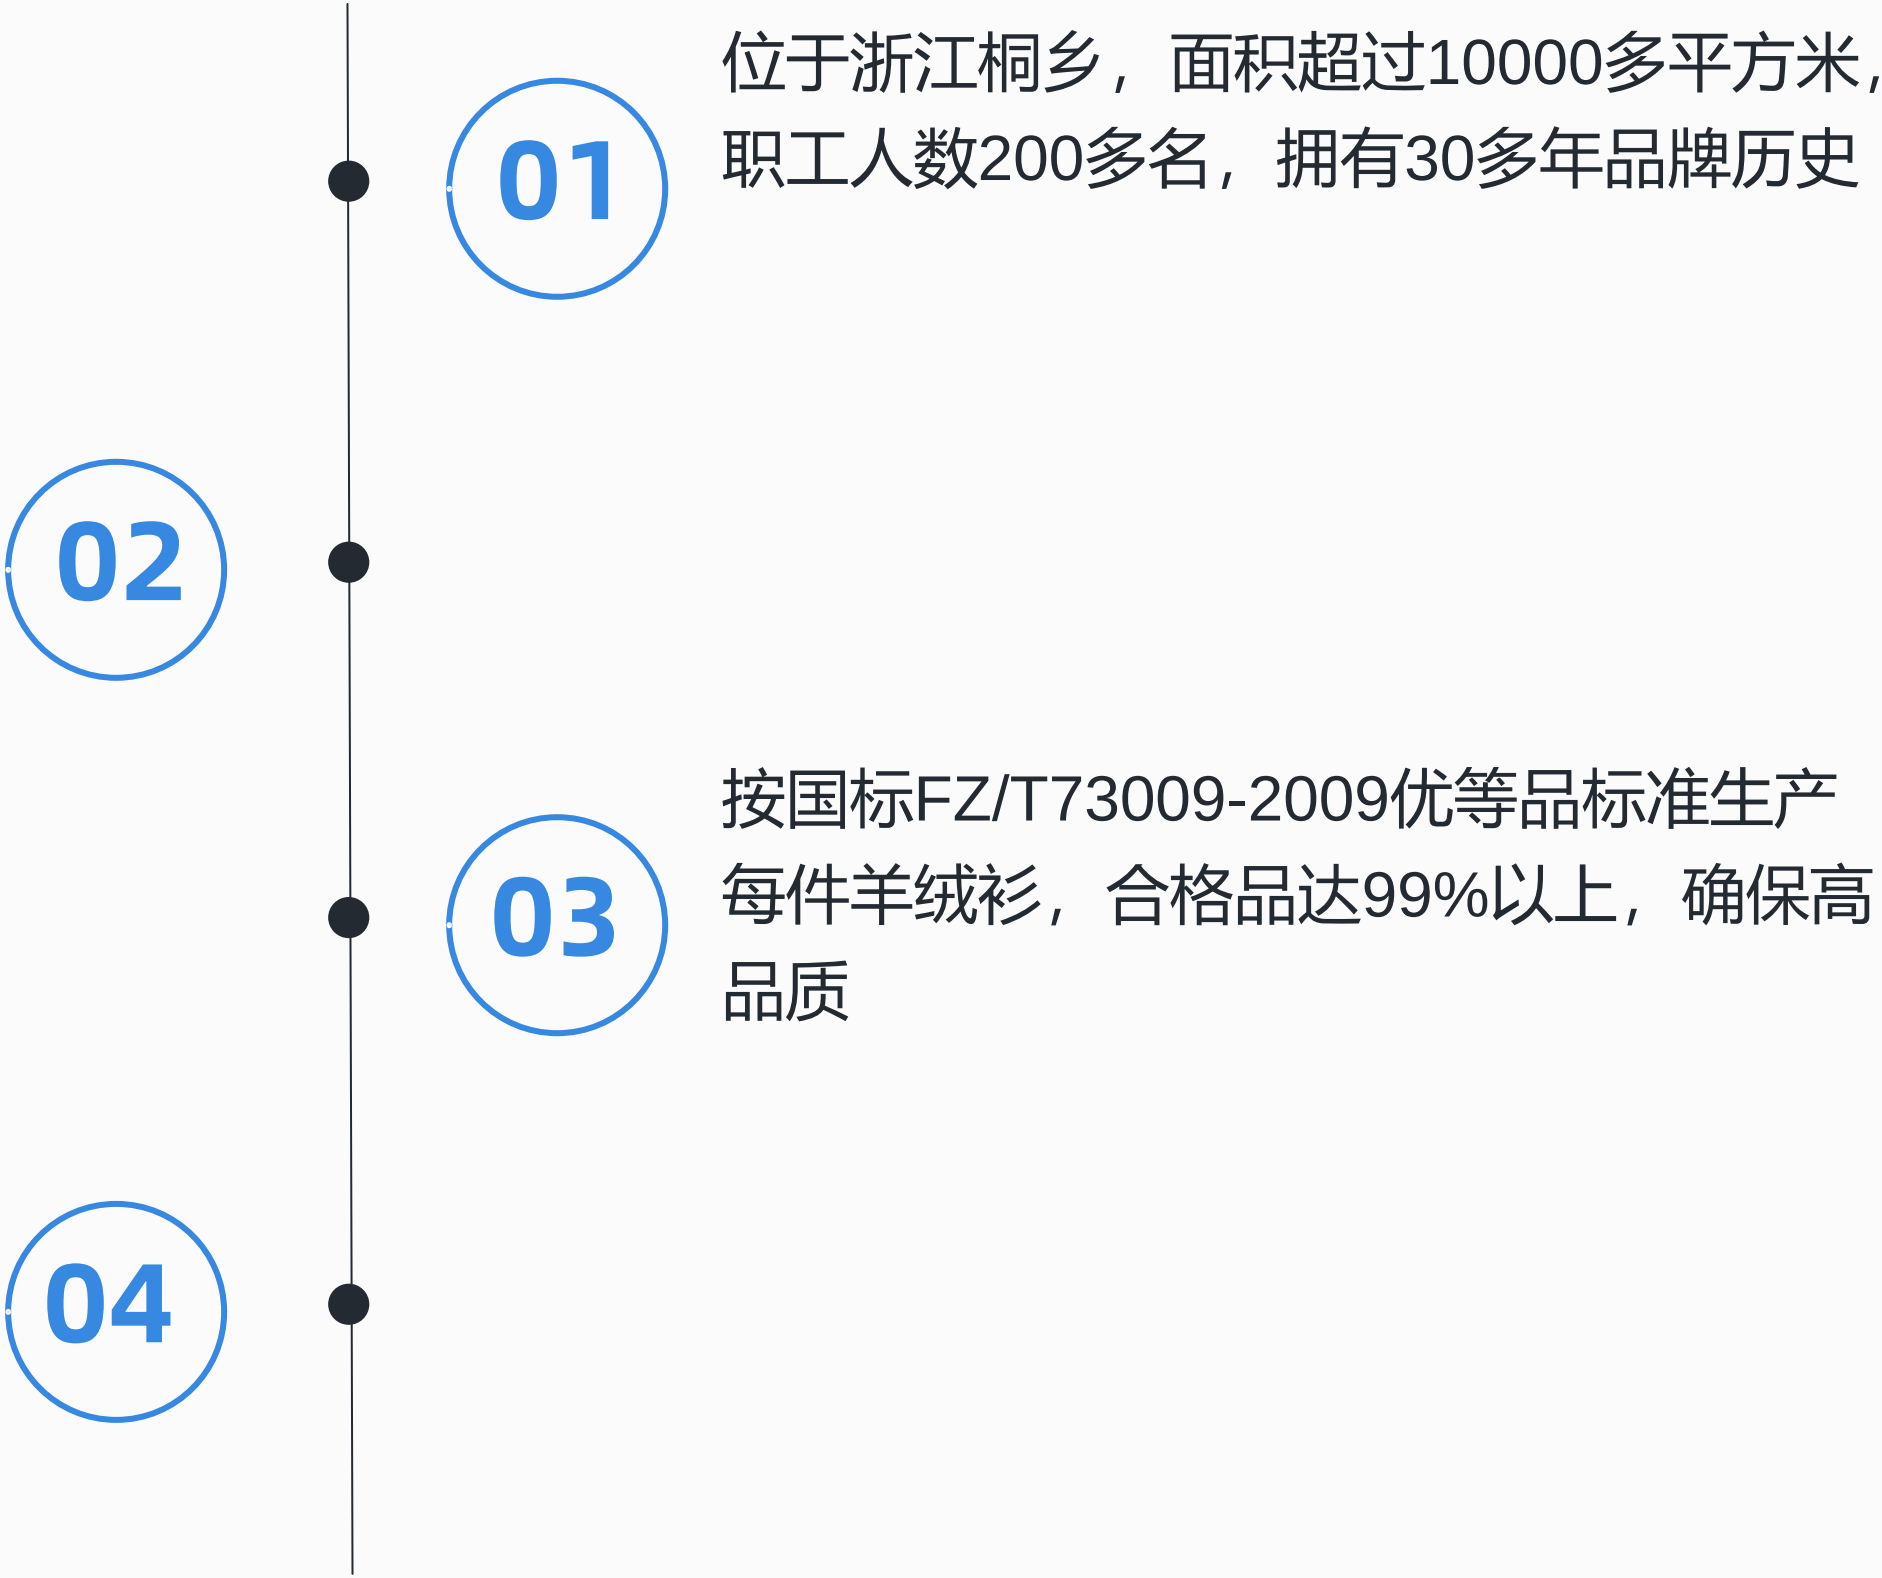 01
位于浙江桐乡，面积超过10000多平方米，
职工人数200多名，拥有30多年品牌历史
02
03
按国标FZ/T73009-2009优等品标准生产
每件羊绒衫，合格品达99%以上，确保高
品质
04